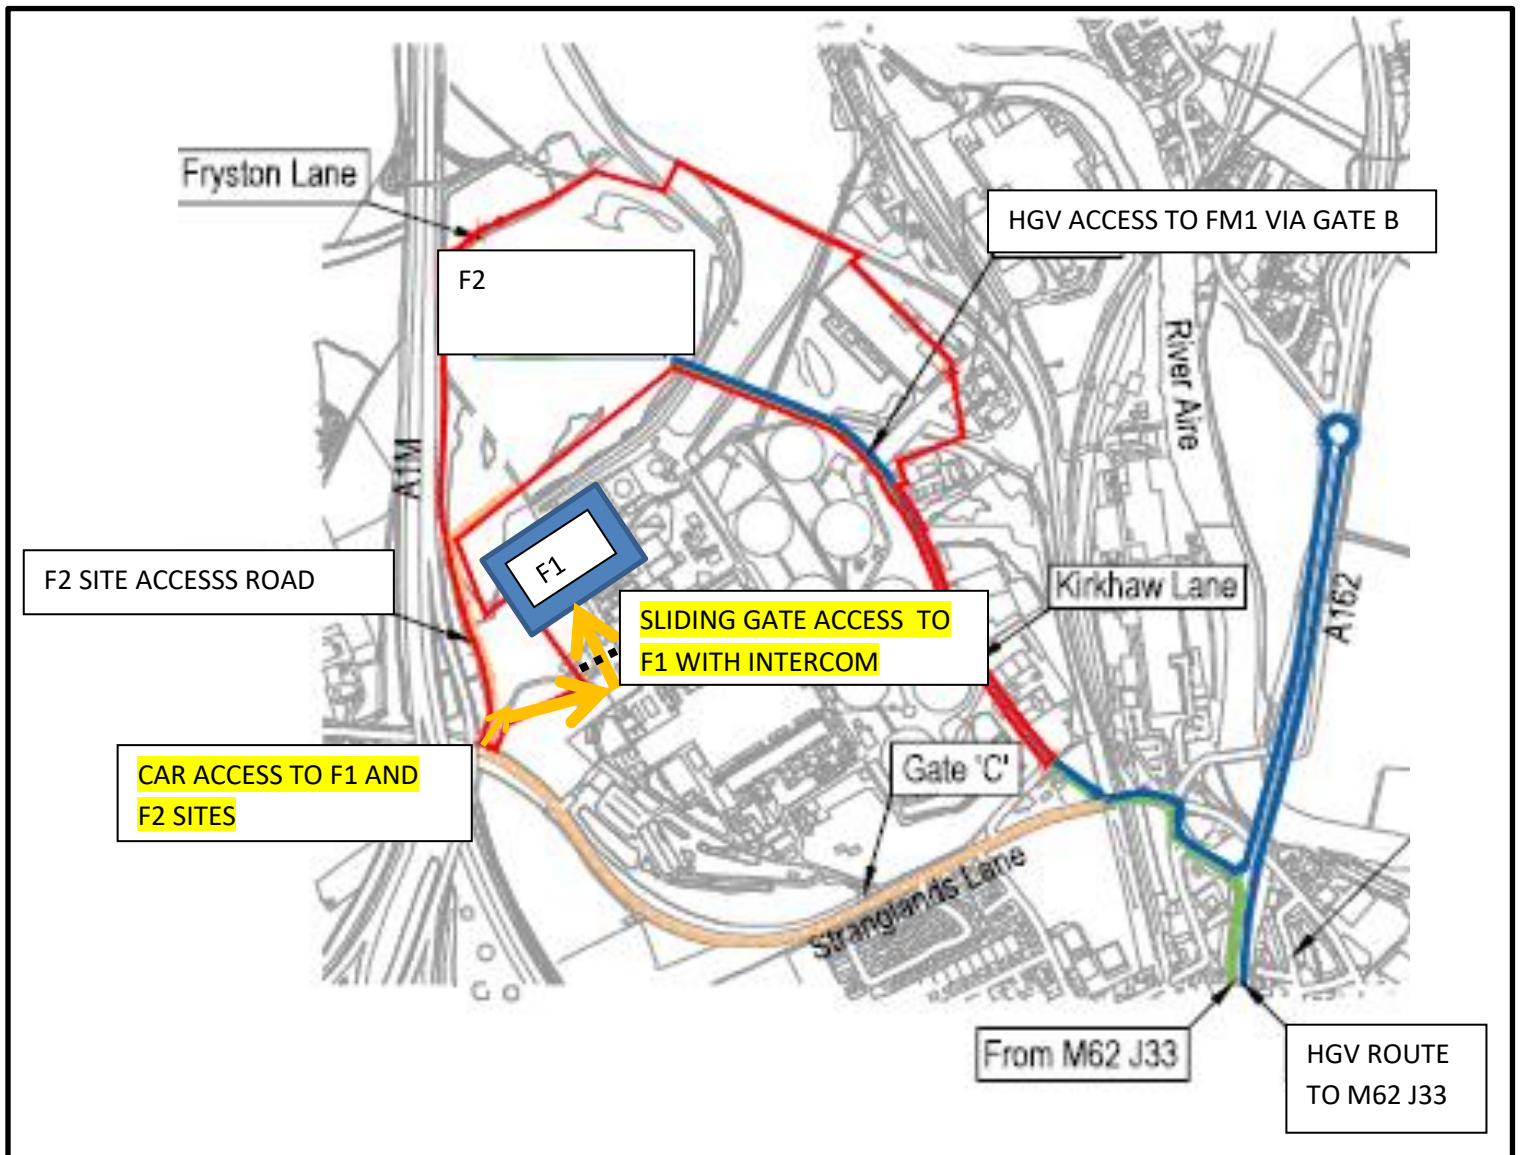 Fryston Lane
HGV ACCESS TO FM1 VIA GATE B
F2
River Aire
A1M
F1
F2 SITE ACCESSS ROAD
Kirkhaw Lane
A162
SLIDING GATE ACCESS TO
F1 WITH INTERCOM
CAR ACCESS TO F1 AND
F2 SITES
Gate 'C'
Stranglands Lane
From M62 J33
HGV ROUTE
TO M62 J33